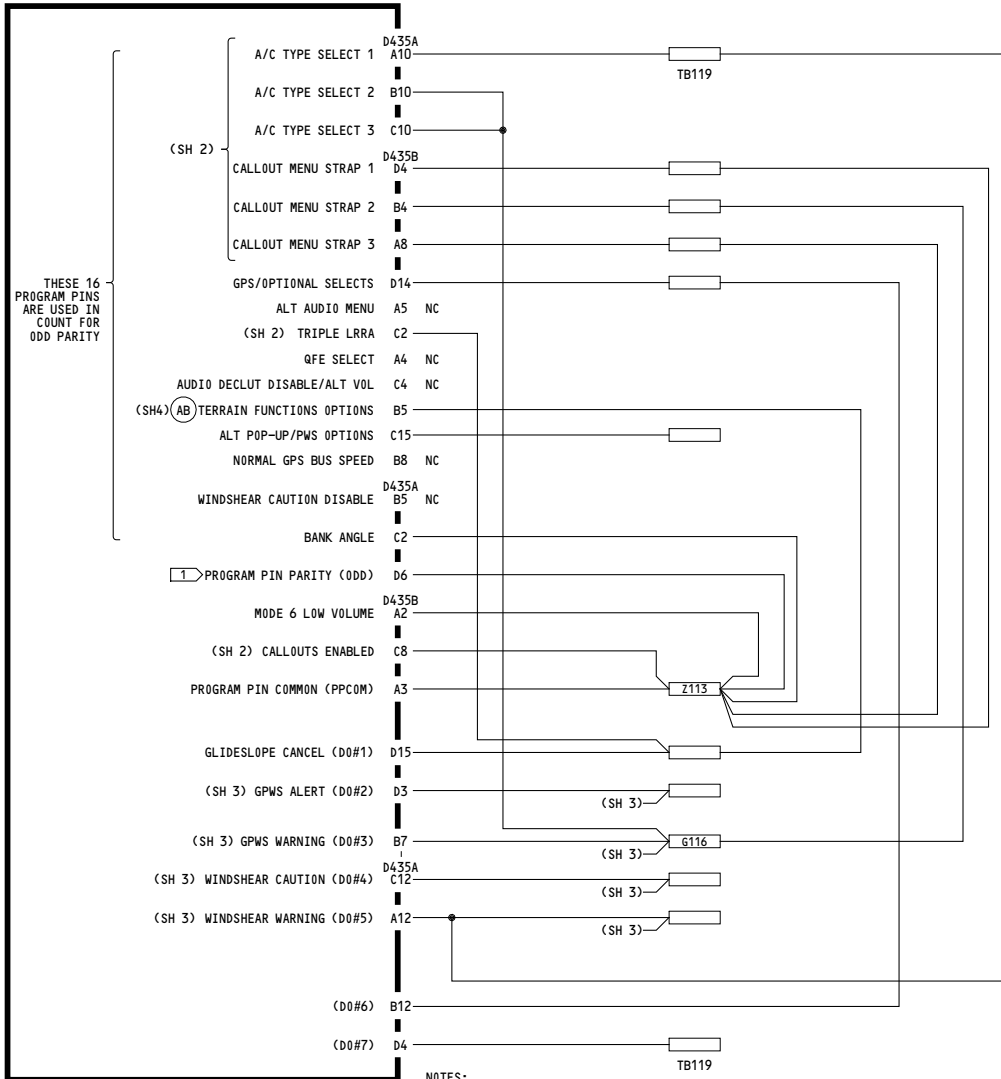 D435A
A/C TYPE SELECT 1 A10
TB119
A/C TYPE SELECT 2 B10
A/C TYPE SELECT 3 C10
(SH 2)
D435B
CALLOUT MENU STRAP 1 D4
CALLOUT MENU STRAP 2 B4
CALLOUT MENU STRAP 3 A8
THESE 16
PROGRAM PINS
ARE USED IN
COUNT FOR
ODD PARITY
GPS/OPTIONAL SELECTS D14
ALT AUDIO MENU A5 NC
(SH 2) TRIPLE LRRA C2
QFE SELECT A4 NC
AUDIO DECLUT DISABLE/ALT VOL C4 NC
(SH4) AB TERRAIN FUNCTIONS OPTIONS B5
ALT POP-UP/PWS OPTIONS C15
NORMAL GPS BUS SPEED B8 NC
D435A
WINDSHEAR CAUTION DISABLE B5 NC
BANK ANGLE C2
1 PROGRAM PIN PARITY (ODD) D6
D435B
MODE 6 LOW VOLUME A2
(SH 2) CALLOUTS ENABLED C8
PROGRAM PIN COMMON (PPCOM) A3 Z113
GLIDESLOPE CANCEL (DO#1) D15
(SH 3) GPWS ALERT (DO#2) D3
(SH 3)
(SH 3) GPWS WARNING (DO#3) B7 G116
(SH 3)
D435A
(SH 3) WINDSHEAR CAUTION (DO#4) C12
(SH 3)
(SH 3) WINDSHEAR WARNING (DO#5) A12
(SH 3)
(DO#6) B12
(DO#7) D4
TB119
NOTES: